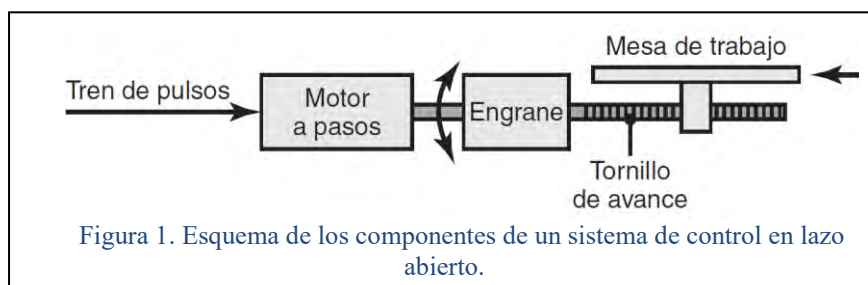 Mesa de trabajo
Tren de pulsos
Motor
a pasos
Engrane
Tornillo
de avance
Figura 1. Esquema de los componentes de un sistema de control en lazo
abierto.